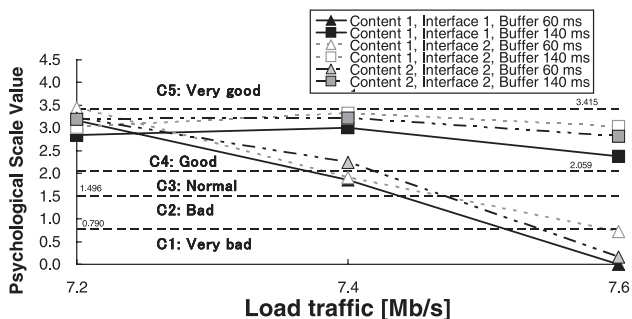 Content 1, Interface 1, Buffer 60 ms
Content 1, Interface 1, Buffer 140 ms
Content 1, Interface 2, Buffer 60 ms
Content 1, Interface 2, Buffer 140 ms
Content 2, Interface 2, Buffer 60 ms
Content 2, Interface 2, Buffer 140 ms
Psychological Scale Value
4.5
4.0
3.5
3.0
2.5
2.0
1.5
1.0
0.5
0.0
C5: Very good
3.415
C4: Good
2.059
C3: Normal
1.496
C2: Bad
0.790
C1: Very bad
7.2
7.4
7.6
Load traffic [Mb/s]